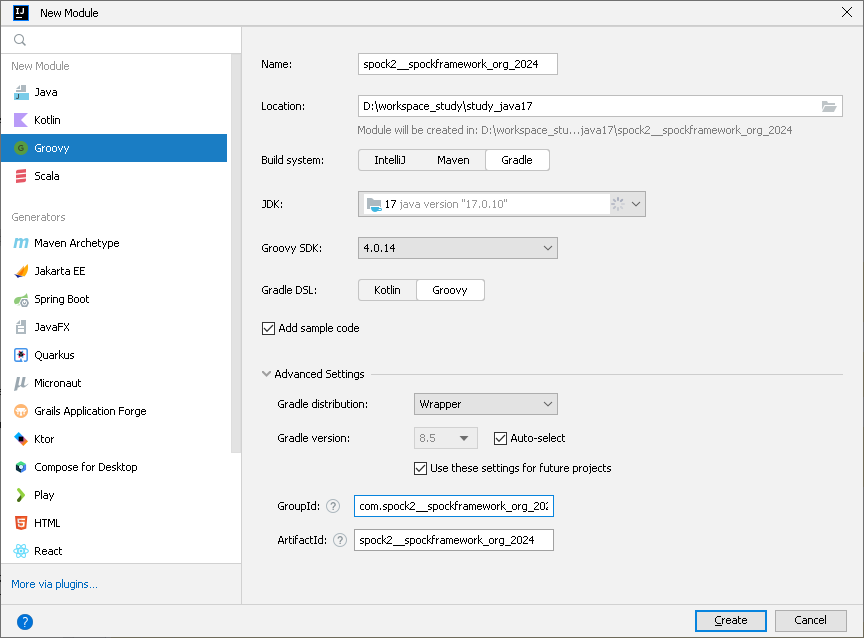 New Module
New Module
Java
Kotlin
Groovy
Scala
Generators
Maven Archetype
Jakarta EE
Spring Boot
JavaFX
Quarkus
Micronaut
Grails Application Forge
Ktor
Compose for Desktop
Play
HTML
React
More via plugins...
Name: spock2__spockframework_org_2024
Location: D:\workspace_study\study_java17
Module will be created in: D:\workspace_stu...java17\spock2__spockframework_org_2024
Build system: IntelliJ Maven Gradle
JDK: 17 java version "17.0.10"
Groovy SDK: 4.0.14
Gradle DSL: Kotlin Groovy
Add sample code
Advanced Settings
Gradle distribution: Wrapper
Gradle version: 8.5 Auto-select
Use these settings for future projects
GroupId: ? com.spock2__spockframework_org_202
ArtifactId: ? spock2__spockframework_org_2024
? Create Cancel